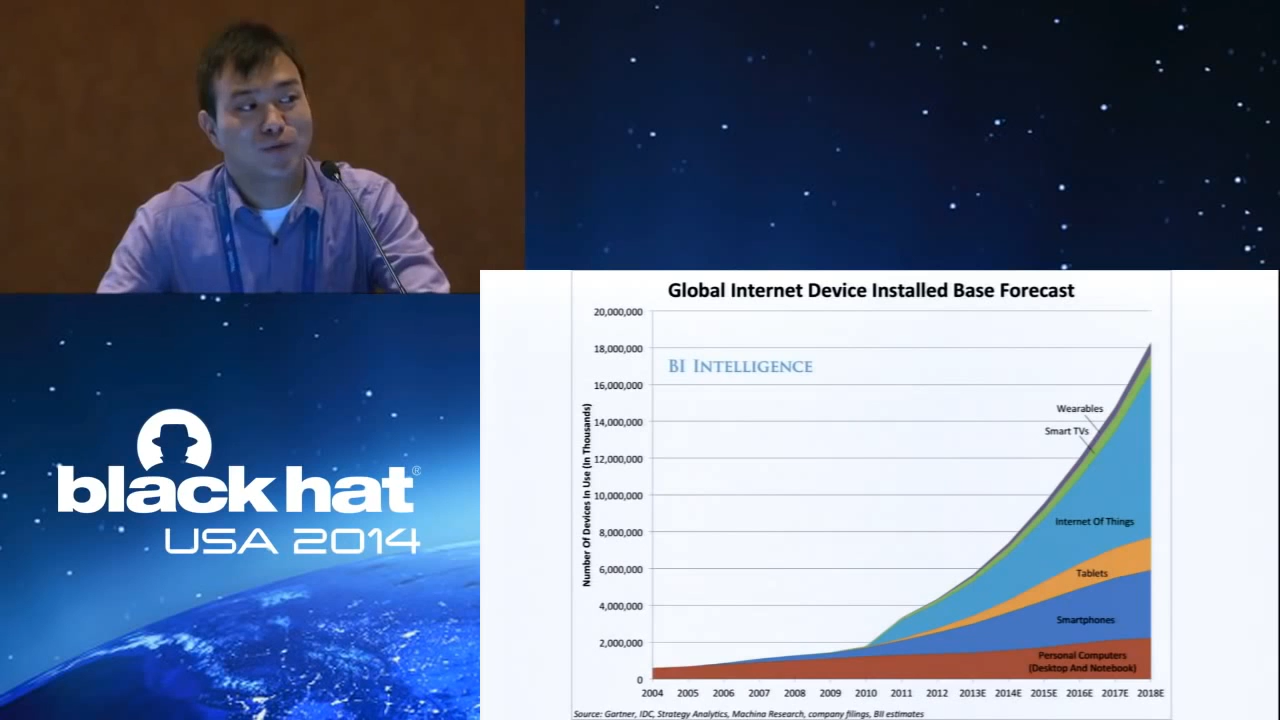 black hat®
USA 2014
Global Internet Device Installed Base Forecast
BI INTELLIGENCE
Number Of Devices In Use (In Thousands)
20,000,000
18,000,000
16,000,000
14,000,000
12,000,000
10,000,000
8,000,000
6,000,000
4,000,000
2,000,000
0
Wearables
Smart TVs
Internet Of Things
Tablets
Smartphones
Personal Computers
(Desktop And Notebook)
2004 2005 2006 2007 2008 2009 2010 2011 2012 2013E 2014E 2015E 2016E 2017E 2018E
Source: Gartner, IDC, Strategy Analytics, Machina Research, company filings, BII estimates